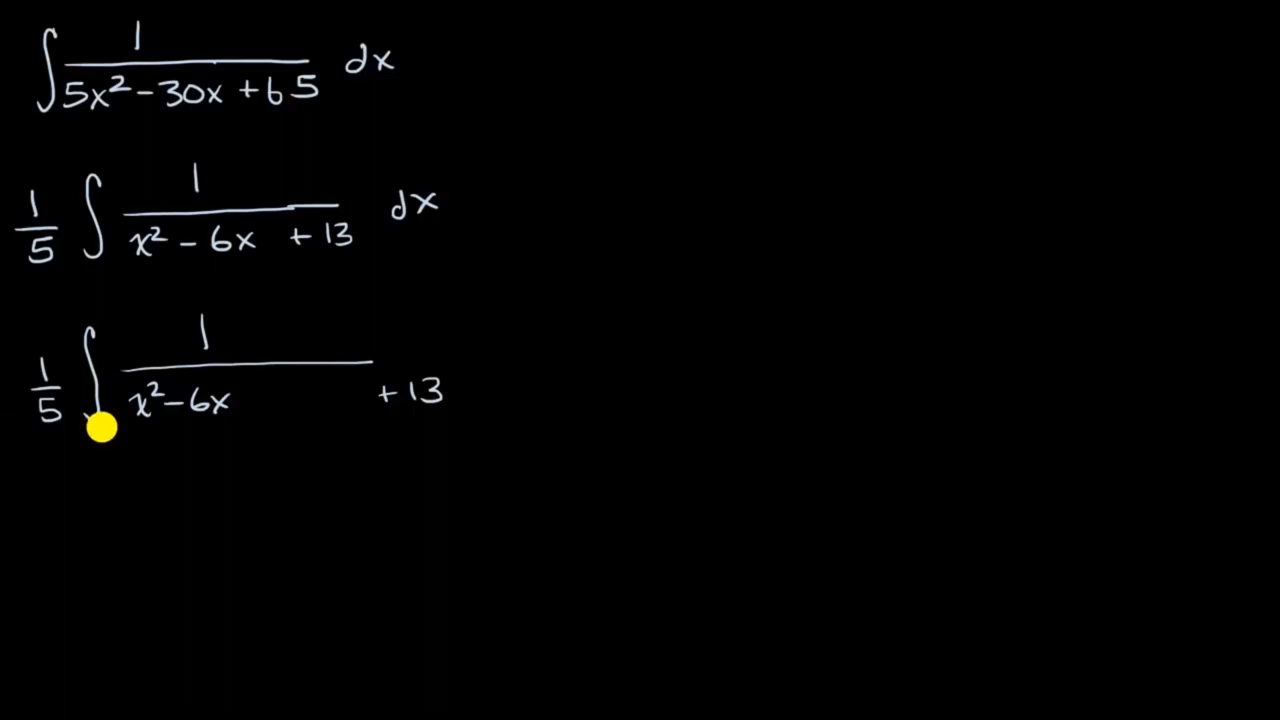 ∫ 1/(5x² - 30x + 65) dx
1/5 ∫ 1/(x² - 6x + 13) dx
1/5 ∫ 1/(x² - 6x + 13)